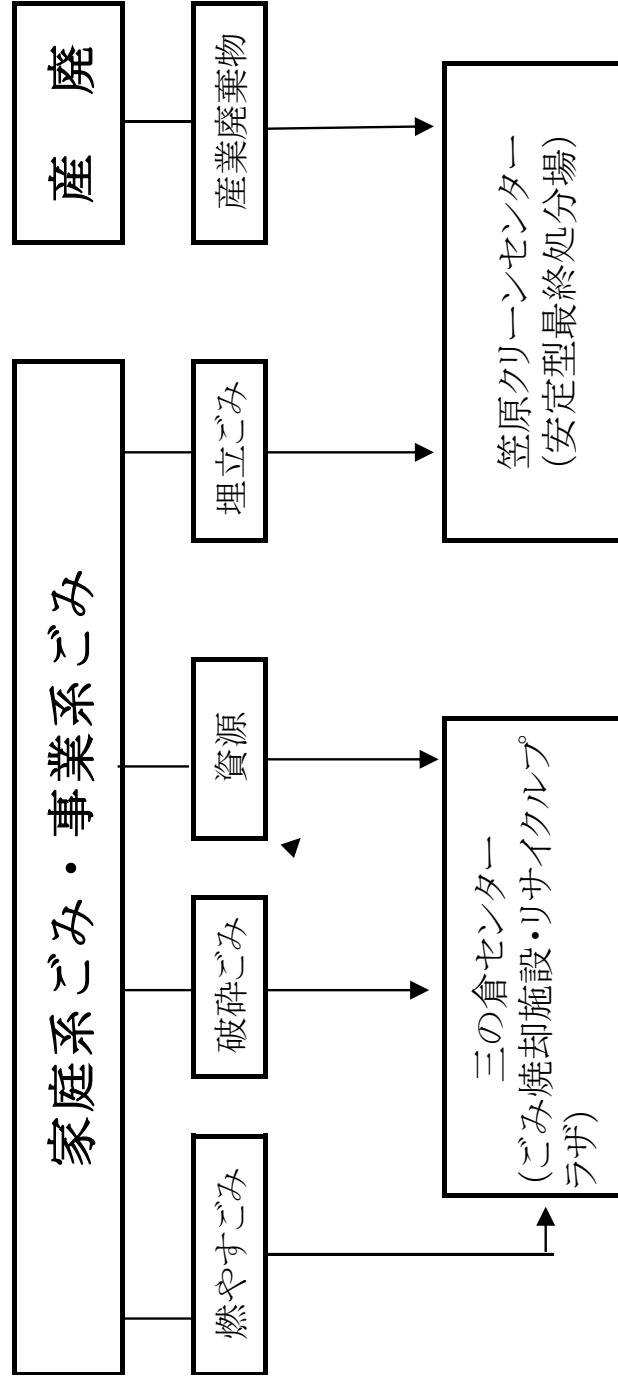 家庭系ごみ・事業系ごみ
産　廃
燃やすごみ
破砕ごみ
資源
埋立ごみ
産業廃棄物
三の倉センター
(ごみ焼却施設・リサイクルプ
ラザ)
笠原クリーンセンター
(安定型最終処分場)